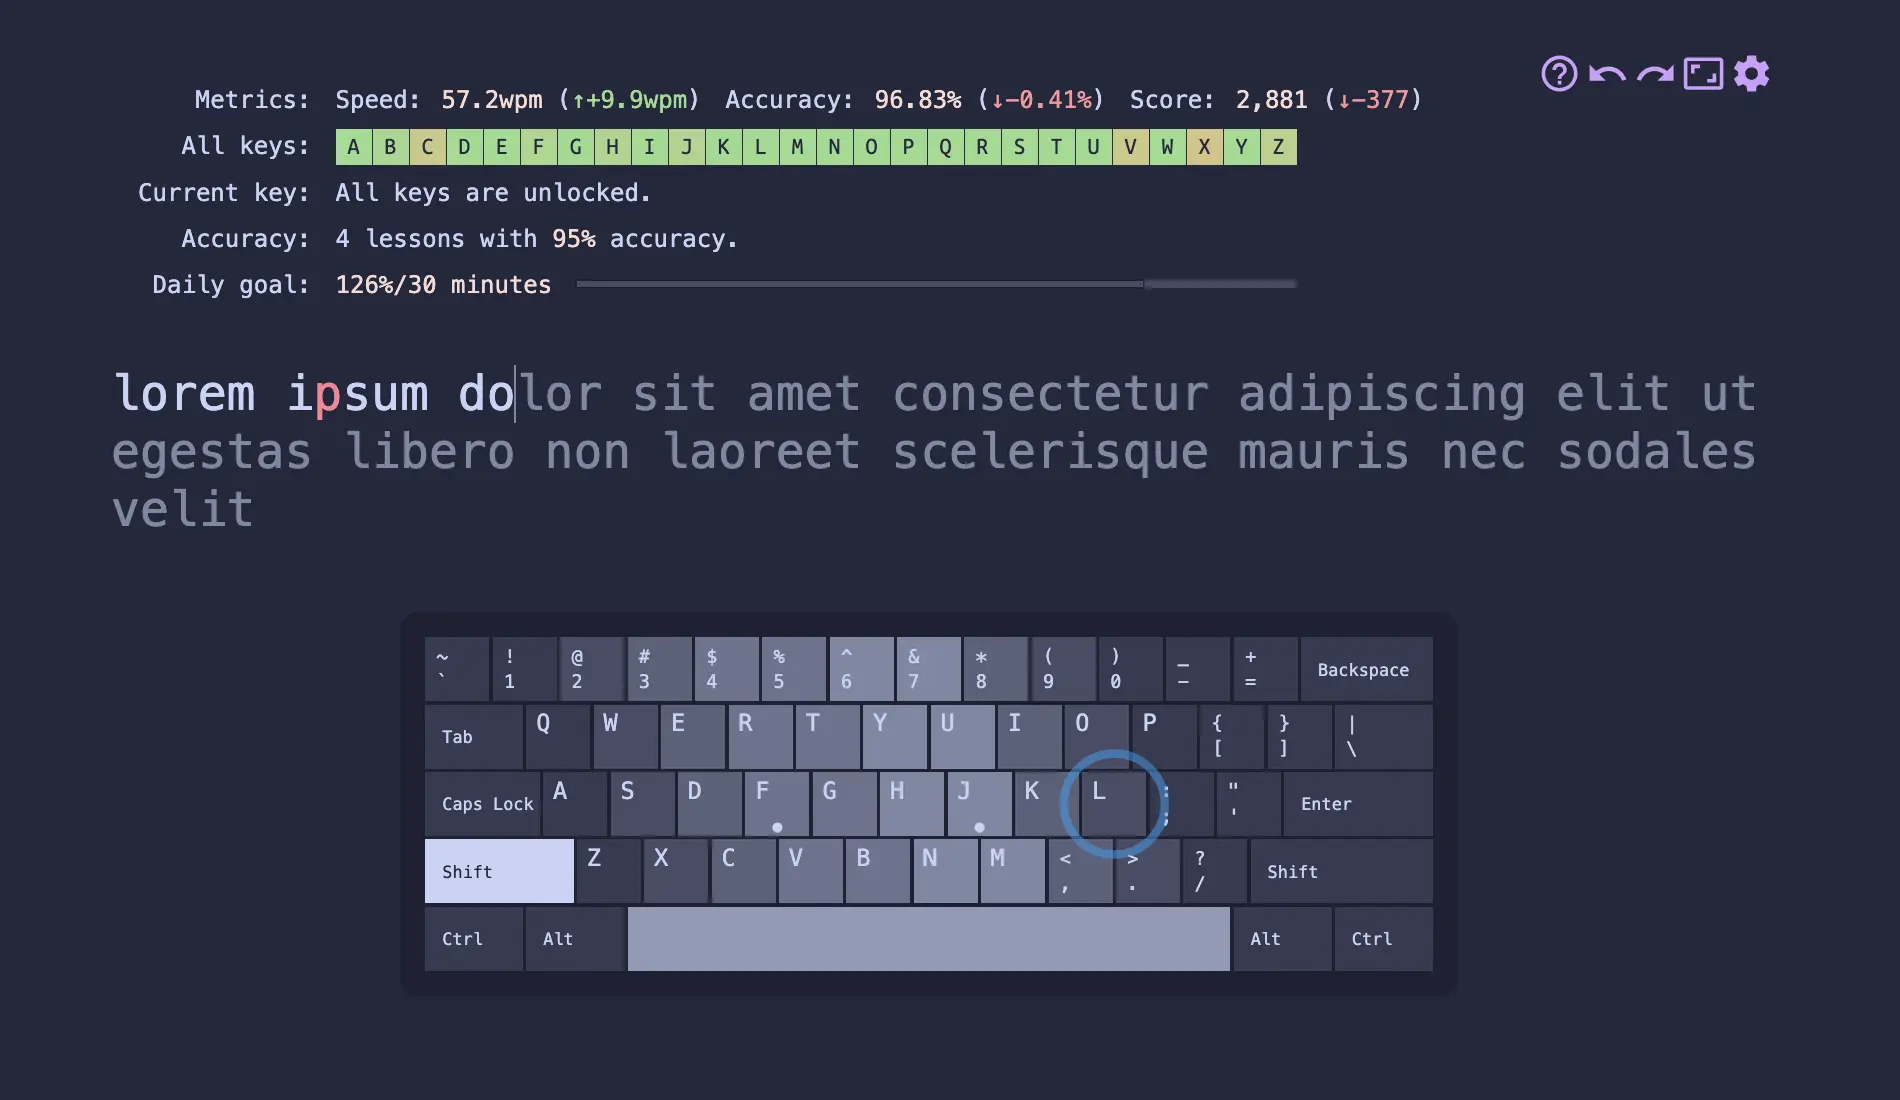 Metrics: Speed: 57.2wpm (↑+9.9wpm) Accuracy: 96.83% (↓−0.41%) Score: 2,881 (↓−377)
All keys: A B C D E F G H I J K L M N O P Q R S T U V W X Y Z
Current key: All keys are unlocked.
Accuracy: 4 lessons with 95% accuracy.
Daily goal: 126%/30 minutes
lorem ipsum dolor sit amet consectetur adipiscing elit ut
egestas libero non laoreet scelerisque mauris nec sodales
velit
~ ! @ # $ % ^ & * ( ) _ +
` 1 2 3 4 5 6 7 8 9 0 - = Backspace
Tab Q W E R T Y U I O P { } |
[ ] \
Caps Lock A S D F G H J K L : "
; ' Enter
Shift Z X C V B N M < > ? Shift
, . /
Ctrl Alt Alt Ctrl